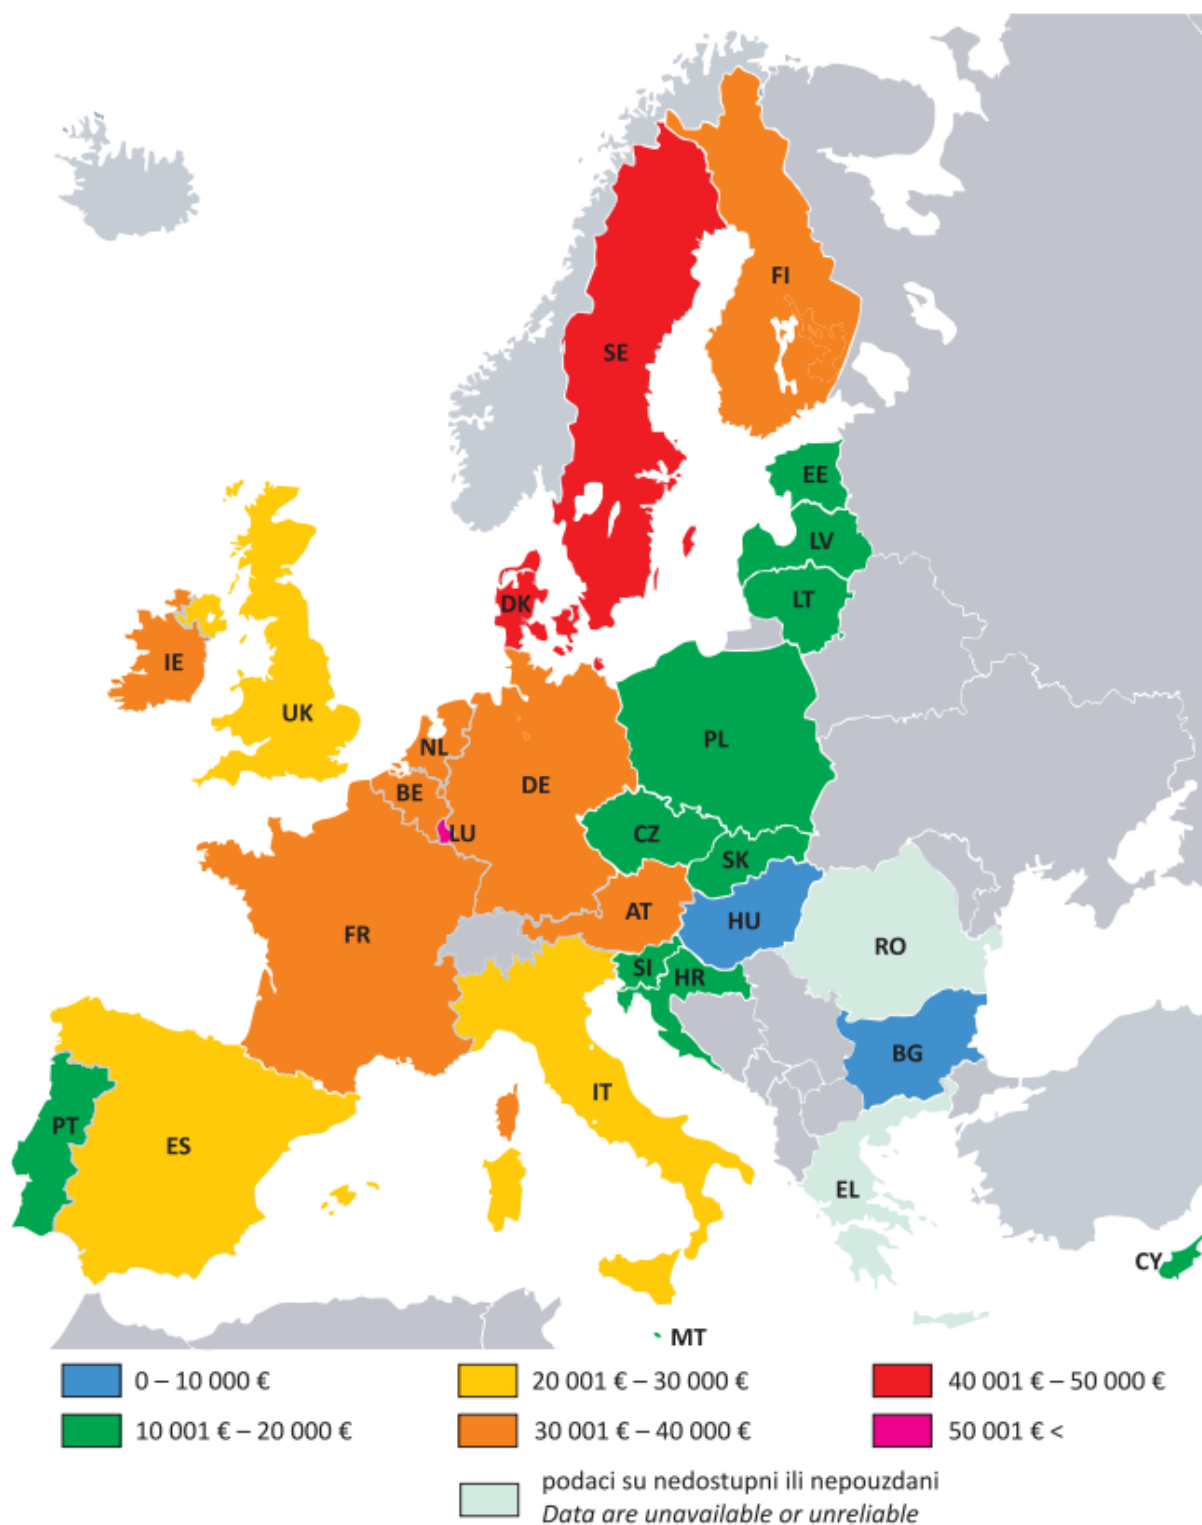 FI
SE
EE
LV
LT
DK
IE
UK
NL
PL
DE
BE
LU
CZ
SK
AT
HU
FR
RO
SI
HR
BG
IT
PT
ES
EL
CY
MT
0 – 10 000 €
20 001 € – 30 000 €
40 001 € – 50 000 €
10 001 € – 20 000 €
30 001 € – 40 000 €
50 001 € <
podaci su nedostupni ili nepouzdani
Data are unavailable or unreliable